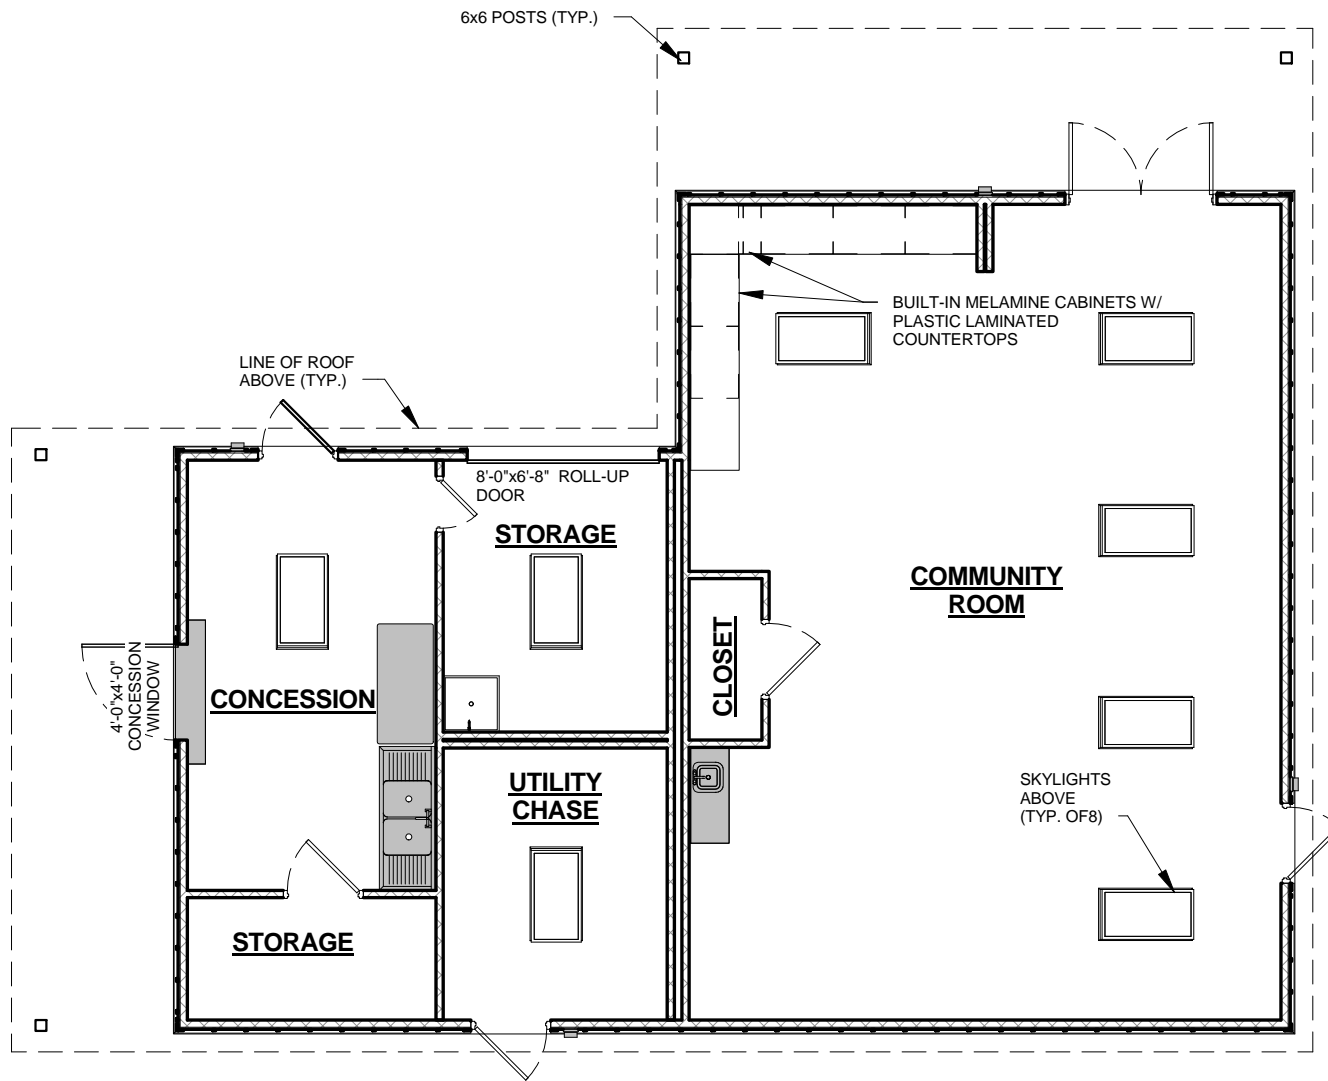 6x6 POSTS (TYP.)
BUILT-IN MELAMINE CABINETS W/
PLASTIC LAMINATED
COUNTERTOPS
LINE OF ROOF
ABOVE (TYP.)
8'-0"x6'-8" ROLL-UP
DOOR
STORAGE
COMMUNITY
ROOM
CLOSET
4'-0"x4'-0"
CONCESSION
WINDOW
CONCESSION
UTILITY
CHASE
SKYLIGHTS
ABOVE
(TYP. OF8)
STORAGE